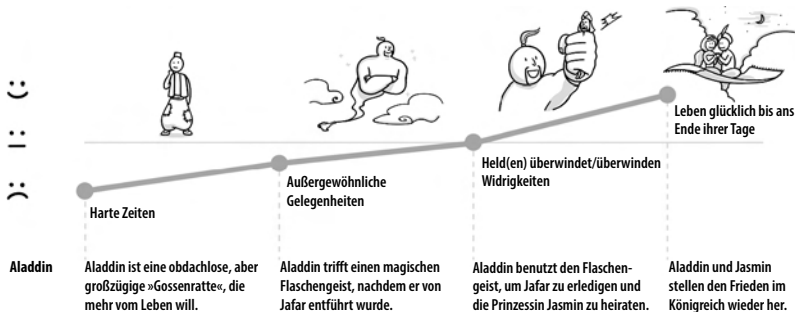 Harte Zeiten
Außergewöhnliche
Gelegenheiten
Held(en) überwindet/überwinden
Widrigkeiten
Leben glücklich bis ans
Ende ihrer Tage
Aladdin
Aladdin ist eine obdachlose, aber
großzügige »Gossenratte«, die
mehr vom Leben will.
Aladdin trifft einen magischen
Flaschengeist, nachdem er von
Jafar entführt wurde.
Aladdin benutzt den Flaschen-
geist, um Jafar zu erledigen und
die Prinzessin Jasmin zu heiraten.
Aladdin und Jasmin
stellen den Frieden im
Königreich wieder her.